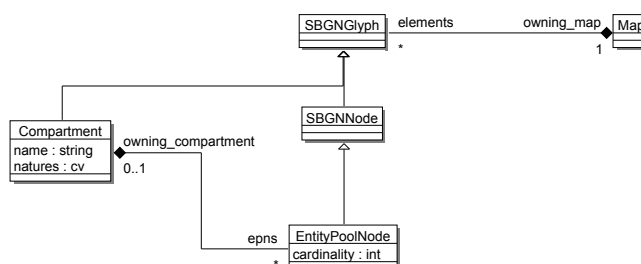 SBGNGlyph
elements
owning_map
Map
*
1
SBGNNode
Compartment
name : string
natures : cv
owning_compartment
0..1
epns
*
EntityPoolNode
cardinality : int